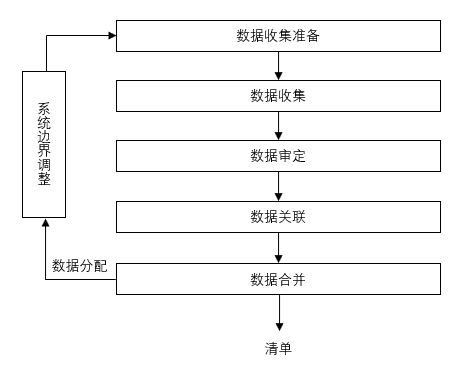 数据收集准备
数据收集
数据审定
数据关联
数据合并
数据分配
系统边界调整
清单